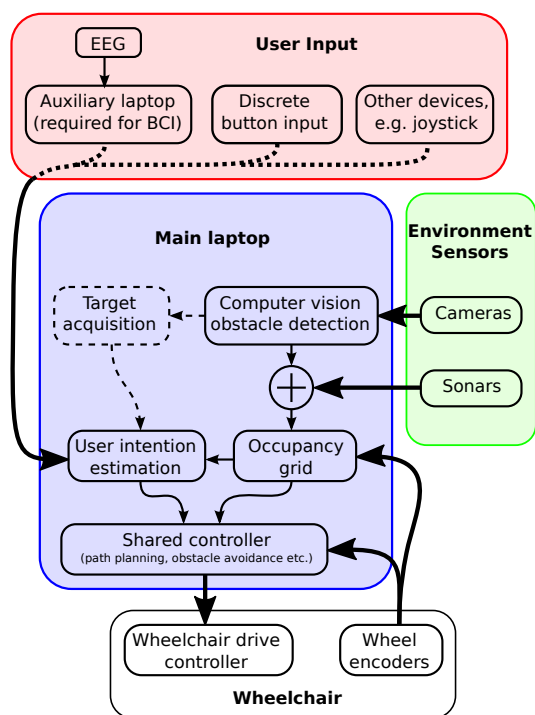 EEG
User Input
Auxiliary laptop
(required for BCI)
Discrete
button input
Other devices,
e.g. joystick
Main laptop
Environment
Sensors
Target
acquisition
Computer vision
obstacle detection
Cameras
Sonars
User intention
estimation
Occupancy
grid
Shared controller
(path planning, obstacle avoidance etc.)
Wheelchair drive
controller
Wheel
encoders
Wheelchair